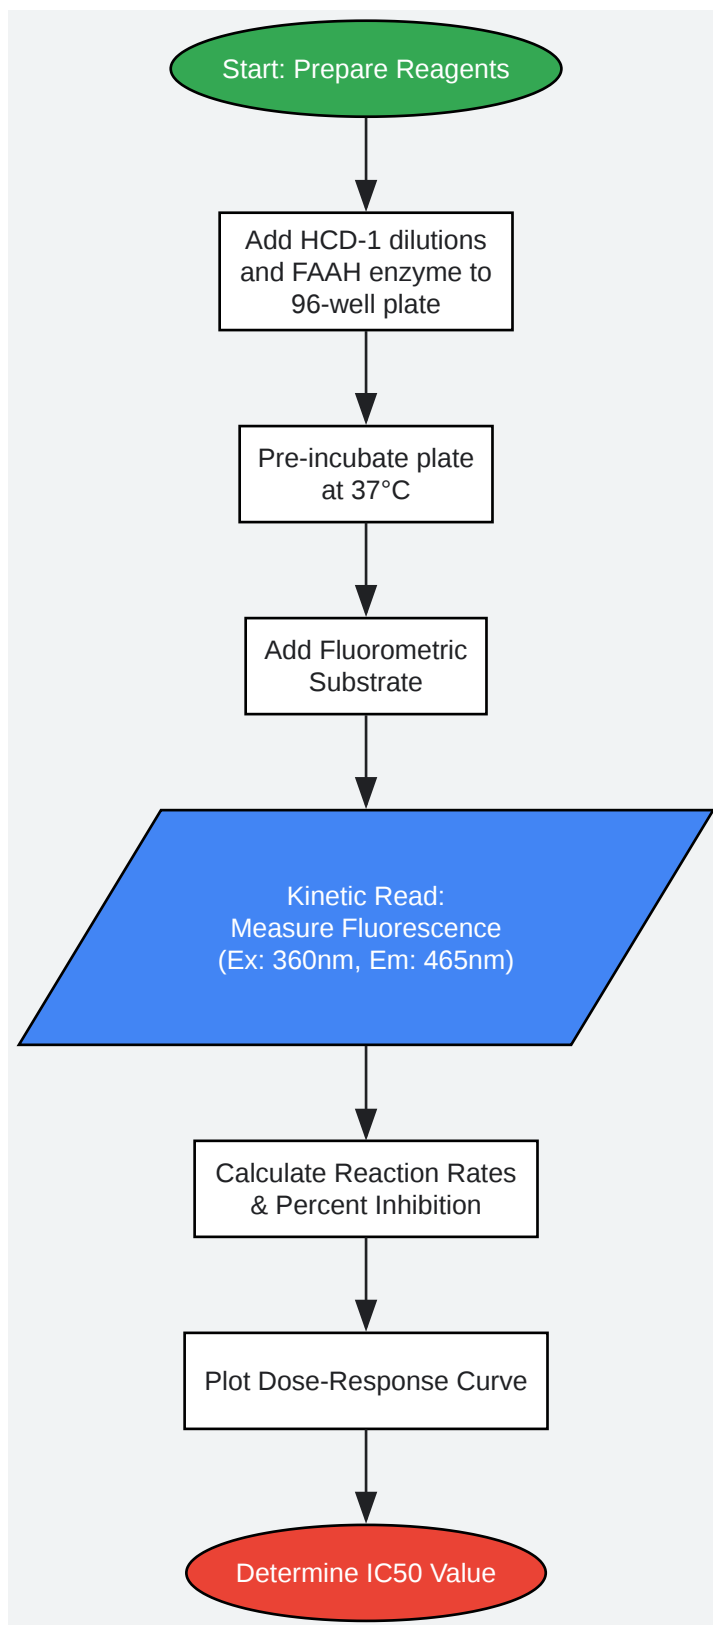 Start: Prepare Reagents
Add HCD-1 dilutions
and FAAH enzyme to
96-well plate
Pre-incubate plate
at 37°C
Add Fluorometric
Substrate
Kinetic Read:
Measure Fluorescence
(Ex: 360nm, Em: 465nm)
Calculate Reaction Rates
& Percent Inhibition
Plot Dose-Response Curve
Determine IC50 Value